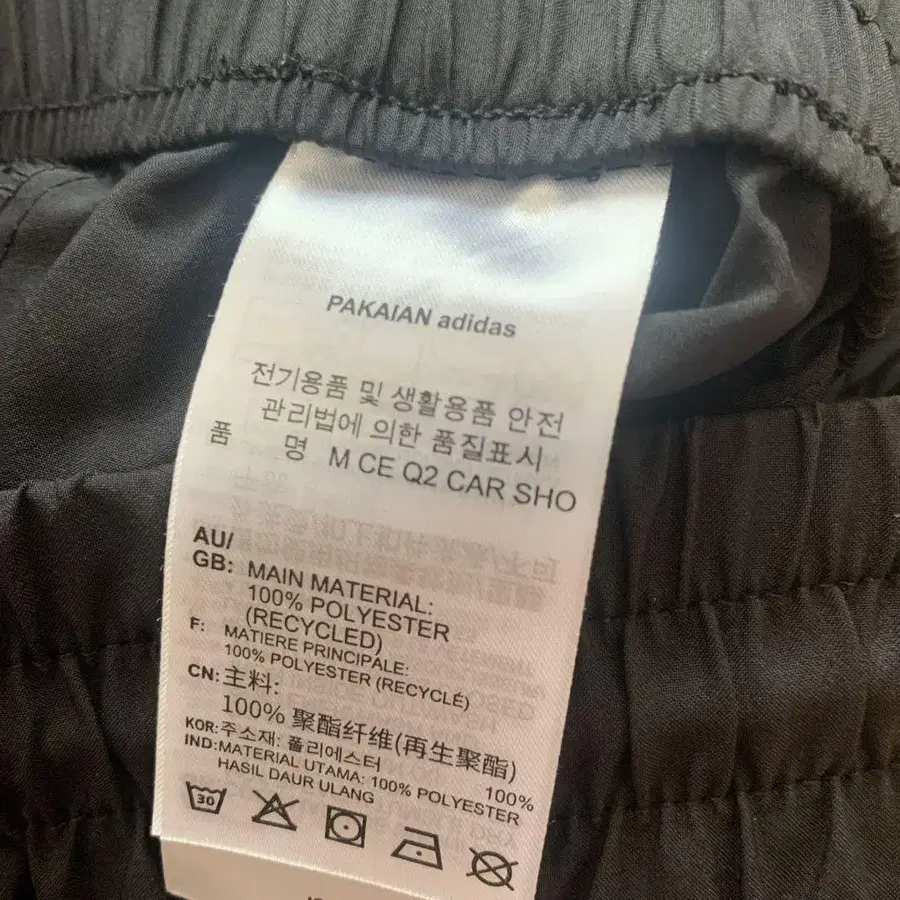 PAKAIAN adidas
전기용품 및 생활용품 안전
관리법에 의한 품질표시
품 명 M CE Q2 CAR SHO
AU/
GB: MAIN MATERIAL:
100% POLYESTER
(RECYCLED)
F: MATIERE PRINCIPALE:
100% POLYESTER (RECYCLÉ)
CN: 主料:
100% 聚酯纤维(再生聚酯)
KOR: 주소재: 폴리에스터 100%
IND: MATERIAL UTAMA: 100% POLYESTER
HASIL DAUR ULANG
30